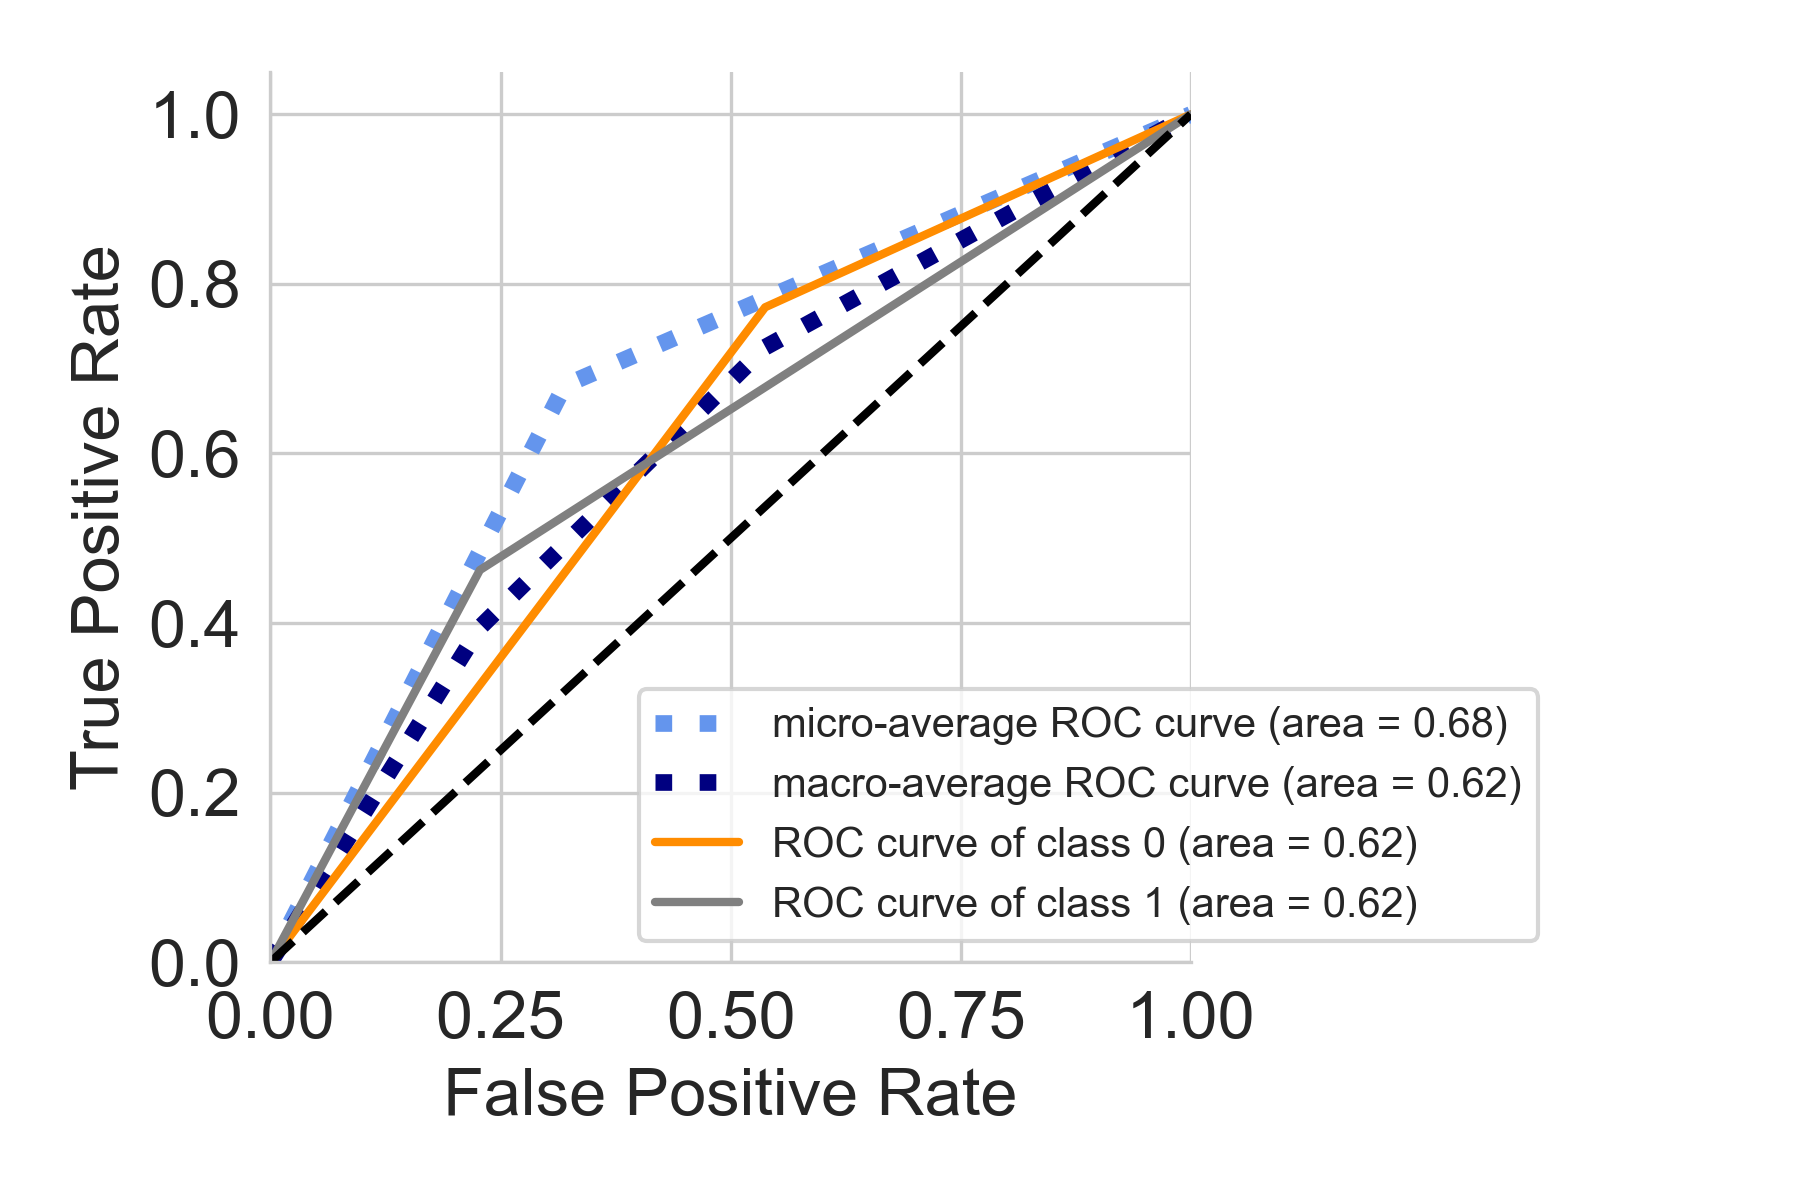 True Positive Rate
1.0
0.8
0.6
0.4
0.2
0.0
0.00 0.25 0.50 0.75 1.00
False Positive Rate
micro-average ROC curve (area = 0.68)
macro-average ROC curve (area = 0.62)
ROC curve of class 0 (area = 0.62)
ROC curve of class 1 (area = 0.62)